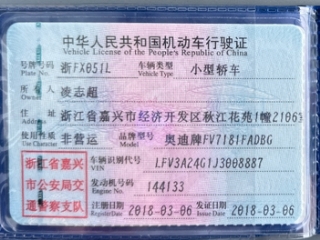 中华人民共和国机动车行驶证
Vehicle License of the People's Republic of China
号牌号码 浙FX051L 车辆类型 小型轿车
Plate No. Vehicle Type
所有人 凌志超
Owner
住址 浙江省嘉兴市经济开发区秋江花苑1幢2106室
Address
使用性质 非营运 品牌型号 奥迪牌FV7181FADBG
Use Character Model
浙江省嘉兴市公安局交通警察支队
车辆识别代号 LFV3A24G1J3008887
VIN
发动机号码 144133
Engine No.
注册日期 2018-03-06 发证日期 2018-03-06
Register Date Issue Date